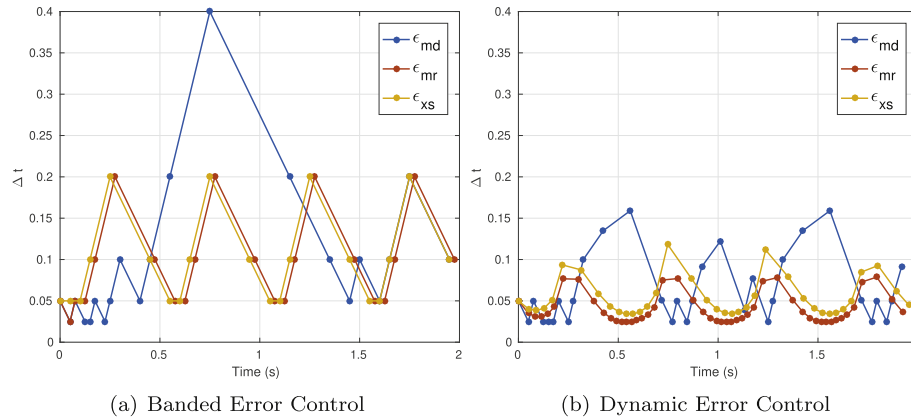 0.4
0.35
0.3
0.25
0.2
0.15
0.1
0.05
0
Δ t
0 0.5 1 1.5 2
Time (s)
ϵmd
ϵmr
ϵxs
(a) Banded Error Control
0.4
0.35
0.3
0.25
0.2
0.15
0.1
0.05
0
Δ t
0.5 1 1.5
Time (s)
ϵmd
ϵmr
ϵxs
(b) Dynamic Error Control